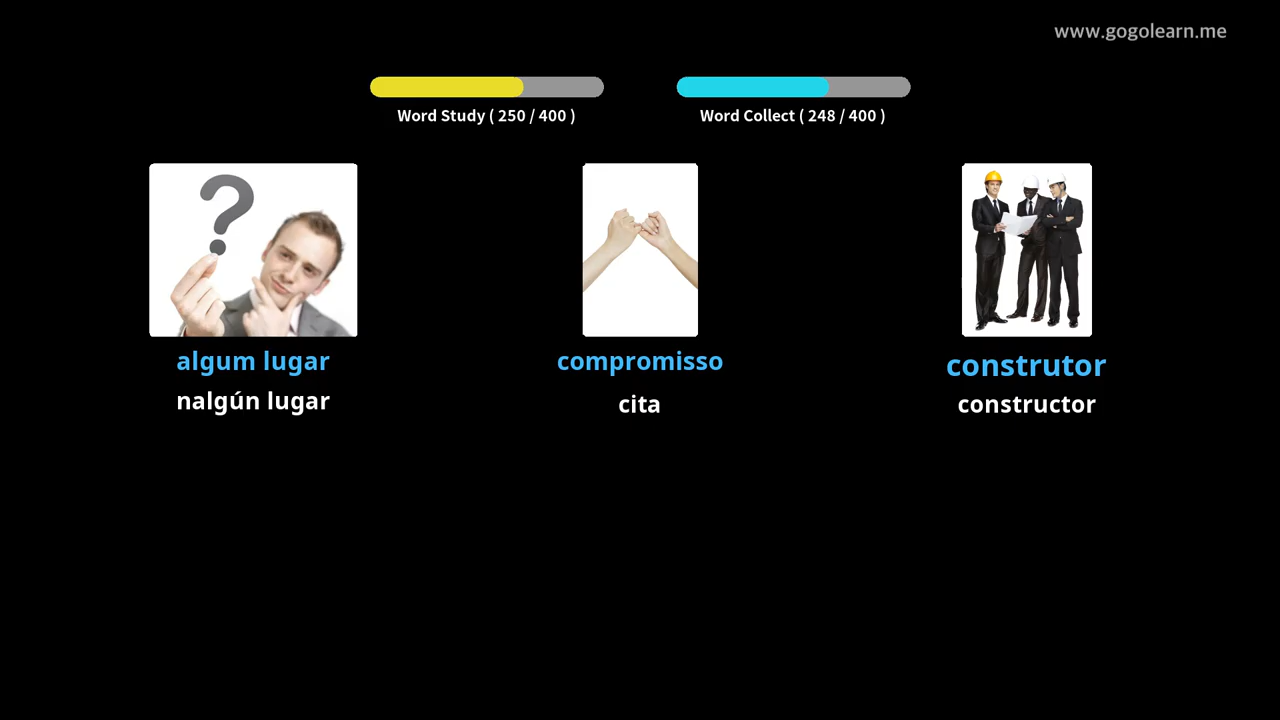 www.gogolearn.me
Word Study ( 250 / 400 )
Word Collect ( 248 / 400 )
algum lugar
nalgún lugar
compromisso
cita
construtor
constructor